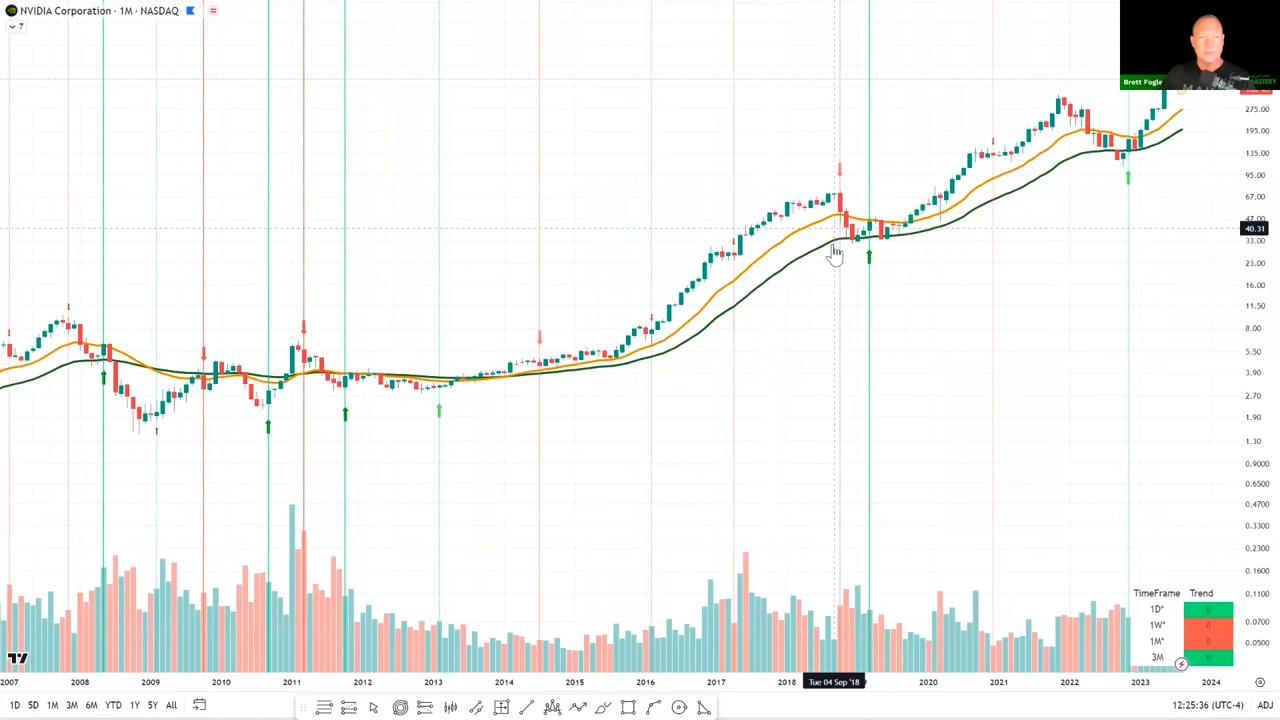 NVIDIA Corporation · 1M · NASDAQ
7
Brett Fogle
MASTERY
275.00
195.00
135.00
95.00
67.00
47.00
40.31
33.00
23.00
16.00
11.50
8.00
5.50
3.90
2.70
1.90
1.30
0.9000
0.6500
0.4700
0.3300
0.2300
0.1600
0.1100
0.0700
0.0500
TimeFrame Trend
1D*
1W*
1M*
3M
2007 2008 2009 2010 2011 2012 2013 2014 2015 2016 2017 2018 Tue 04 Sep '18 2020 2021 2022 2023 2024
1D 5D 1M 3M 6M YTD 1Y 5Y All
12:25:36 (UTC-4) ADJ